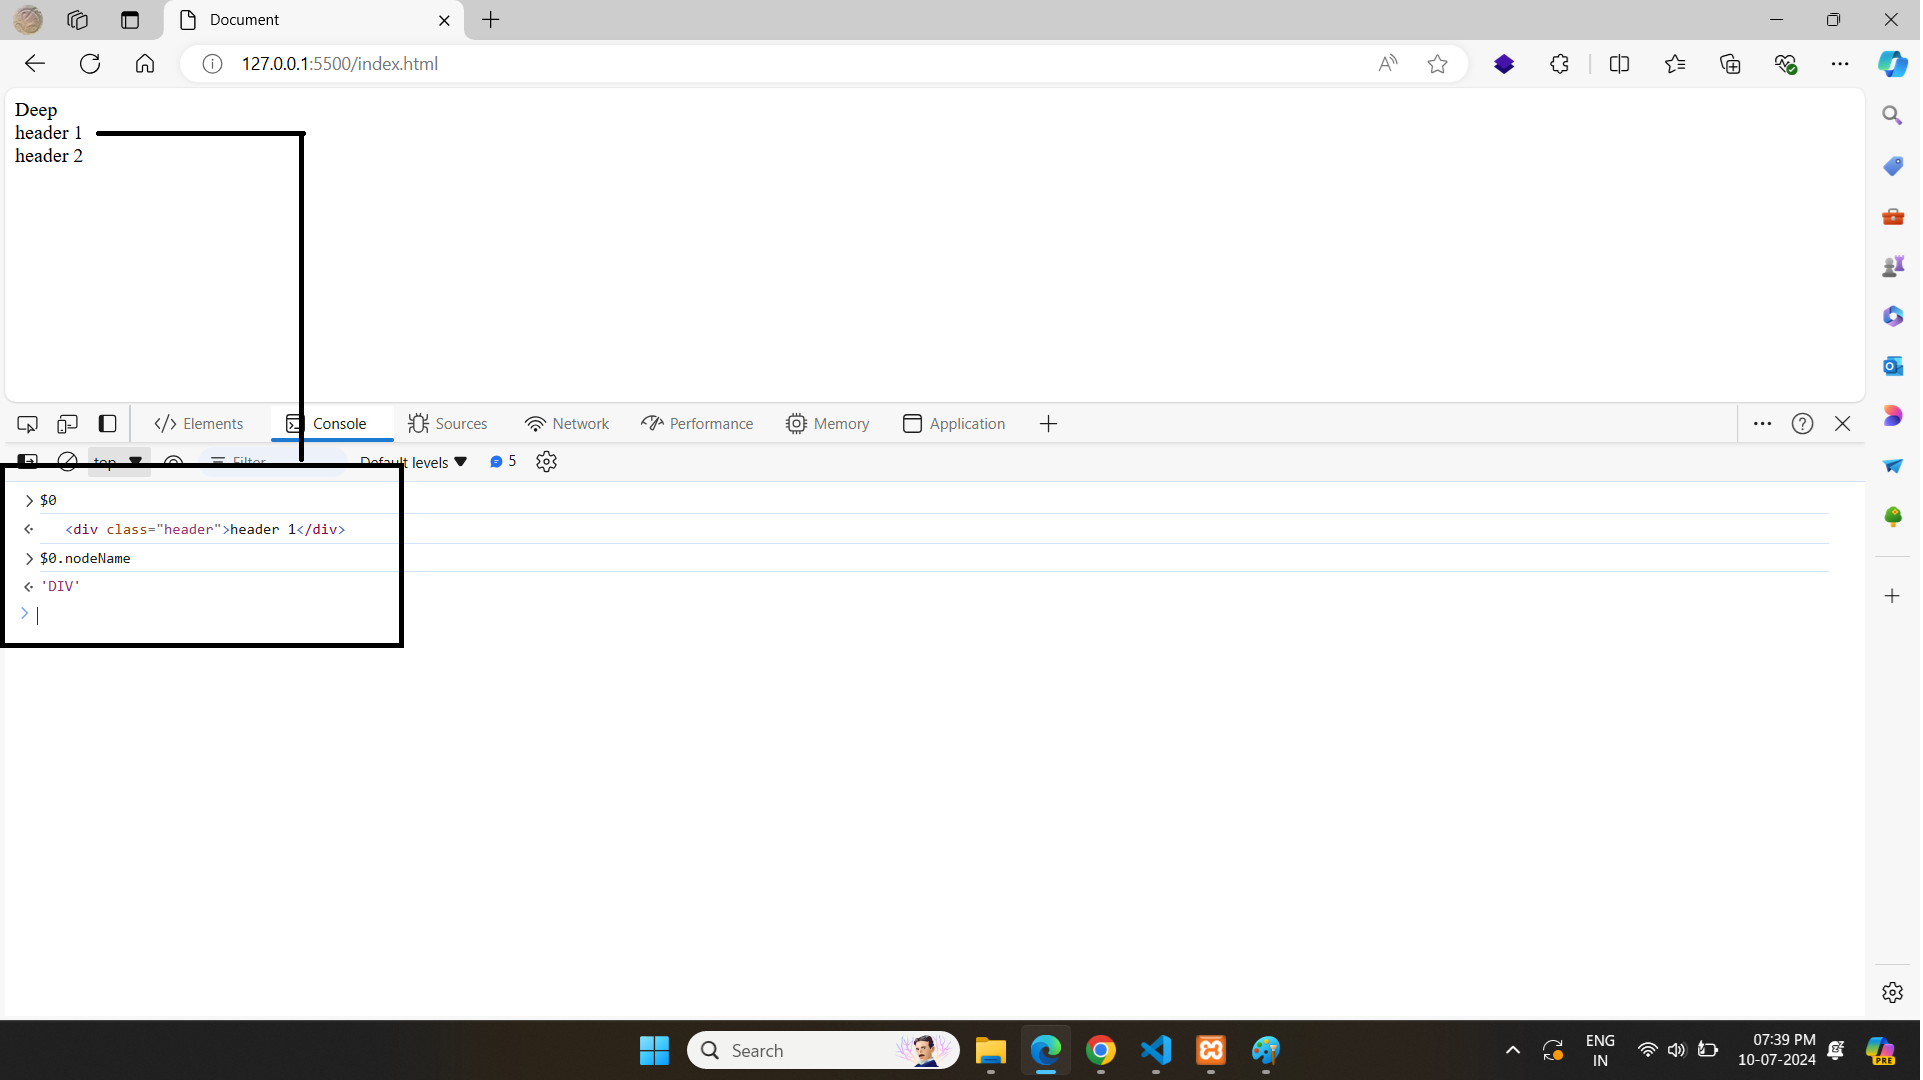 Document
127.0.0.1:5500/index.html
Deep
header 1
header 2
Elements
Console
Sources
Network
Performance
Memory
Application
top
Filter
Default levels
5
$0
<div class="header">header 1</div>
$0.nodeName
'DIV'
Search
ENG
IN
07:39 PM
10-07-2024
PRE